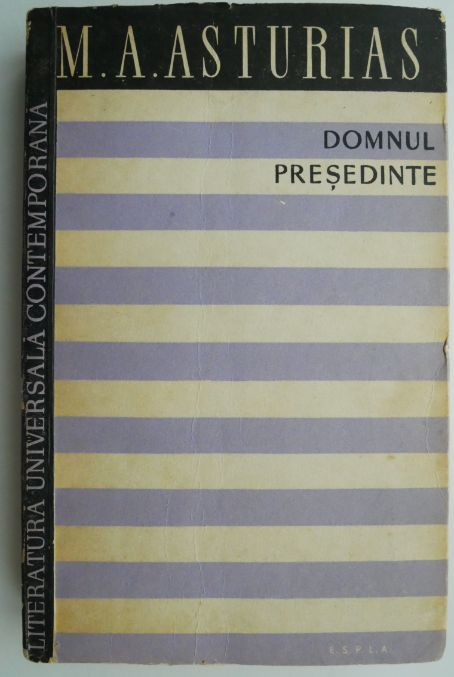 M.A.ASTURIAS
DOMNUL
PREȘEDINTE
LITERATURA UNIVERSALĂ CONTEMPORANĂ
E.S.P.L.A.